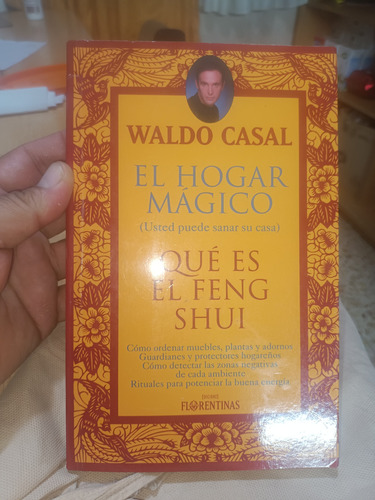 WALDO CASAL
EL HOGAR
MÁGICO
(Usted puede sanar su casa)
QUÉ ES
EL FENG
SHUI
Cómo ordenar muebles, plantas y adornos
Guardianes y protectores hogareños
Cómo detectar las zonas negativas
de cada ambiente
Rituales para potenciar la buena energía
FLORENTINAS